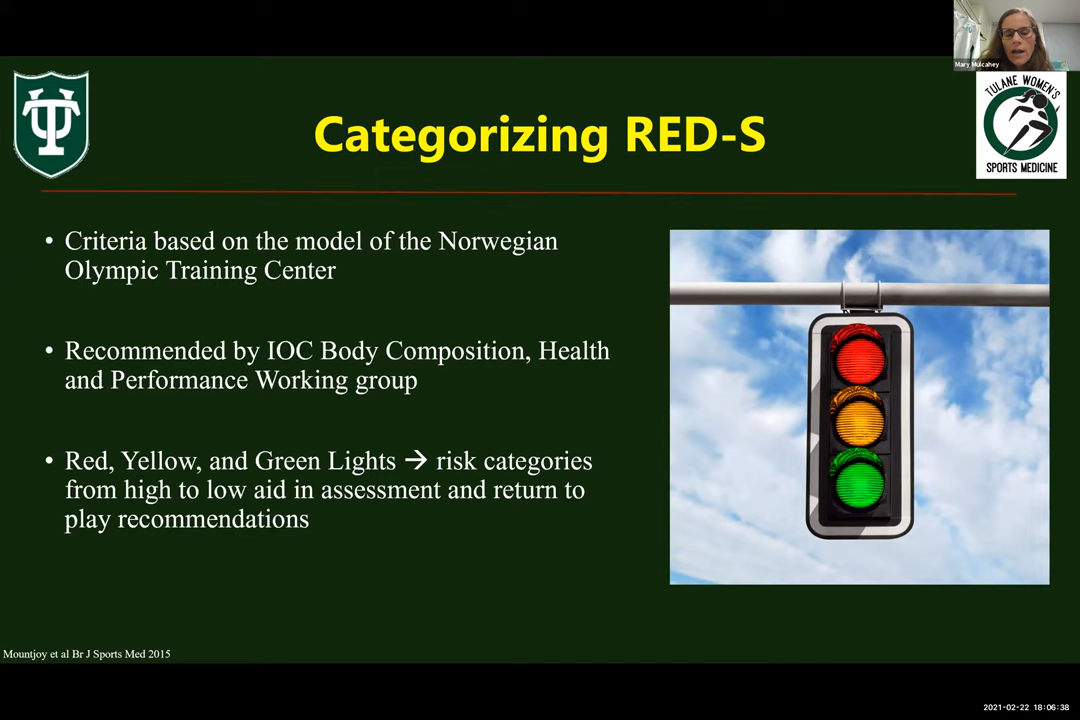 Mary Mulcahey
TULANE WOMEN'S
SPORTS MEDICINE
Categorizing RED-S
• Criteria based on the model of the Norwegian
Olympic Training Center
• Recommended by IOC Body Composition, Health
and Performance Working group
• Red, Yellow, and Green Lights → risk categories
from high to low aid in assessment and return to
play recommendations
Mountjoy et al Br J Sports Med 2015
2021-02-22 18:06:38